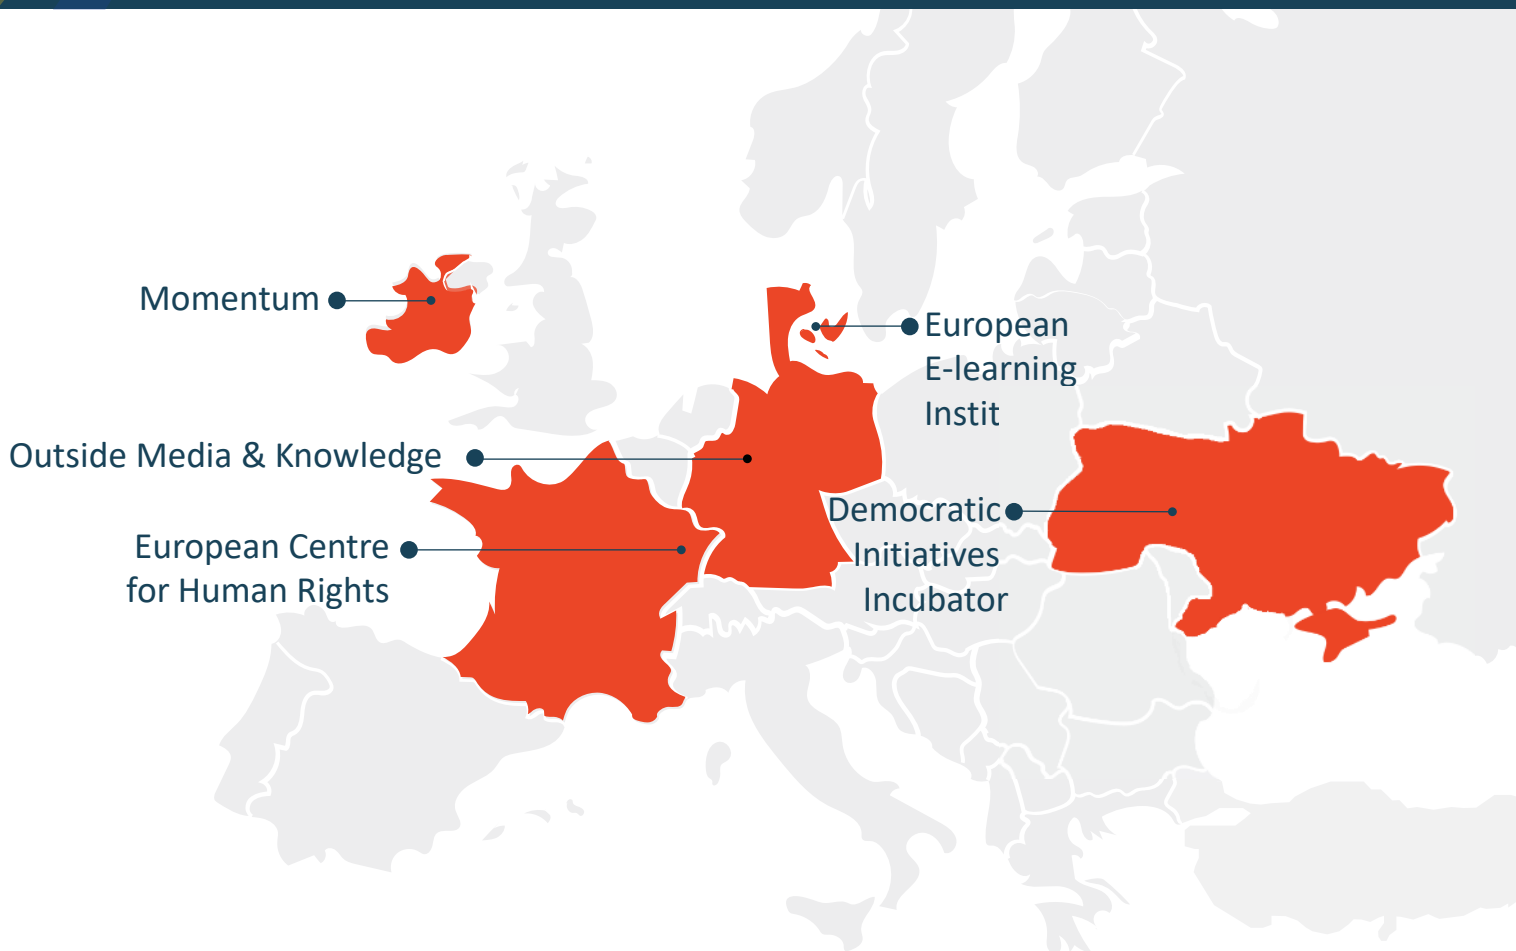 Momentum
European
E-learning
Instit
Outside Media & Knowledge
Democratic
Initiatives
Incubator
European Centre
for Human Rights